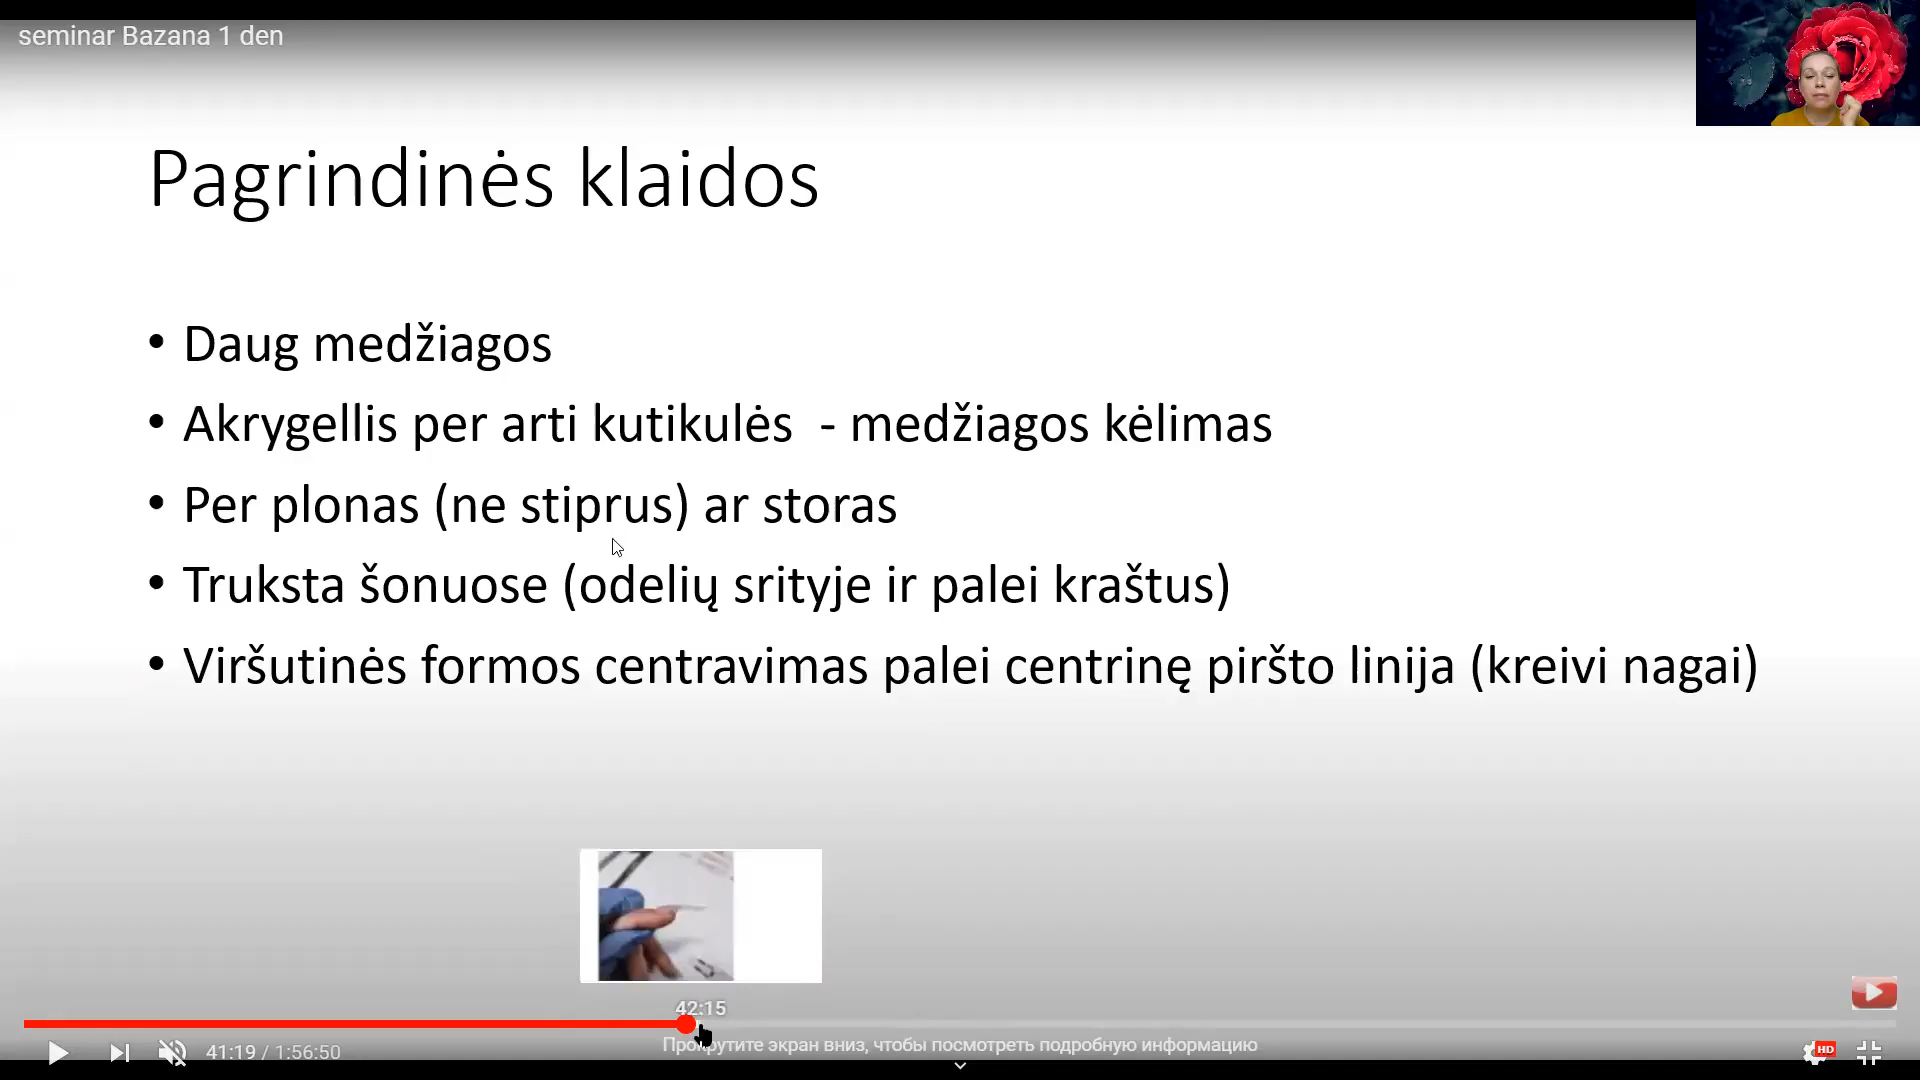 seminar Bazana 1 den
Pagrindinės klaidos
• Daug medžiagos
• Akrygellis per arti kutikulės - medžiagos kėlimas
• Per plonas (ne stiprus) ar storas
• Truksta šonuose (odelių srityje ir palei kraštus)
• Viršutinės formos centravimas palei centrinę piršto linija (kreivi nagai)
42:15
41:19 / 1:56:50
Прокрутите экран вниз, чтобы посмотреть подробную информацию
HD